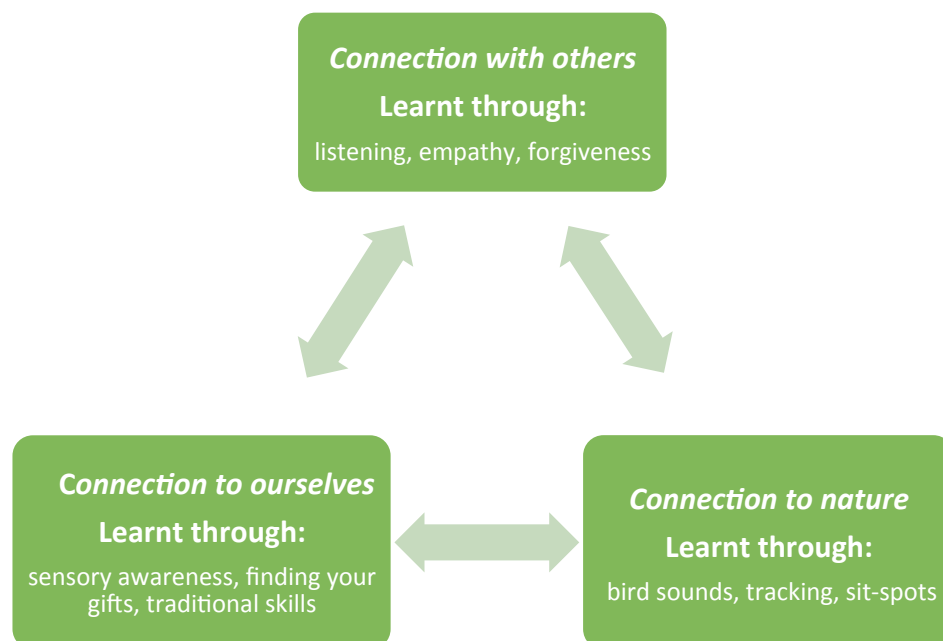 Connection with others
Learnt through:
listening, empathy, forgiveness
Connection to ourselves
Learnt through:
sensory awareness, finding your
gifts, traditional skills
Connection to nature
Learnt through:
bird sounds, tracking, sit-spots